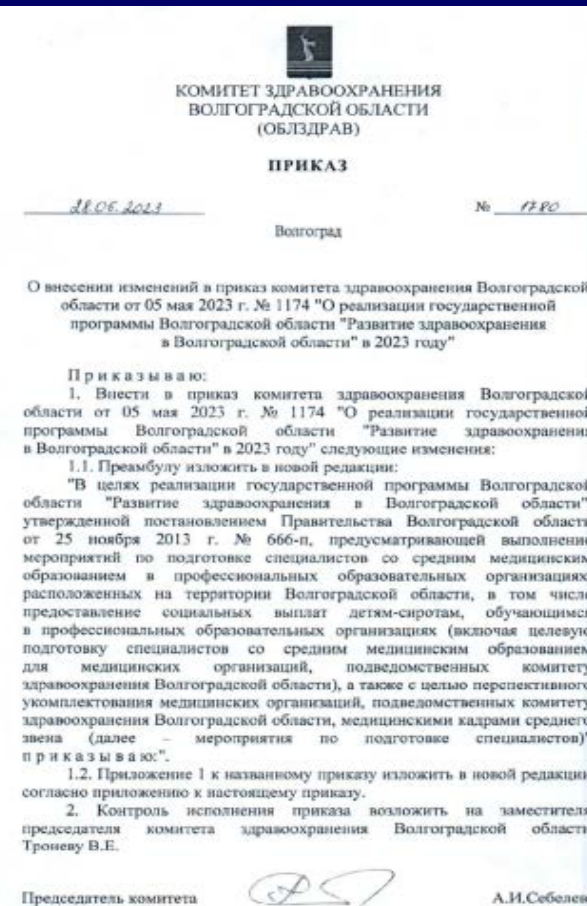 КОМИТЕТ ЗДРАВООХРАНЕНИЯ
ВОЛГОГРАДСКОЙ ОБЛАСТИ
(ОБЛЗДРАВ)
ПРИКАЗ
28.06.2023 № 1780
Волгоград
О внесении изменений в приказ комитета здравоохранения Волгоградской
области от 05 мая 2023 г. № 1174 "О реализации государственной
программы Волгоградской области "Развитие здравоохранения
в Волгоградской области" в 2023 году"
Приказываю:
1. Внести в приказ комитета здравоохранения Волгоградской
области от 05 мая 2023 г. № 1174 "О реализации государственной
программы Волгоградской области "Развитие здравоохранения
в Волгоградской области" в 2023 году" следующие изменения:
1.1. Преамбулу изложить в новой редакции:
"В целях реализации государственной программы Волгоградской
области "Развитие здравоохранения в Волгоградской области"
утвержденной постановлением Правительства Волгоградской области
от 25 ноября 2013 г. № 666-п, предусматривающей выполнение
мероприятий по подготовке специалистов со средним медицинским
образованием в профессиональных образовательных организациях
расположенных на территории Волгоградской области, в том числе
предоставление социальных выплат детям-сиротам, обучающимся
в профессиональных образовательных организациях (включая целевую
подготовку специалистов со средним медицинским образованием
для медицинских организаций, подведомственных комитету
здравоохранения Волгоградской области), а также с целью перспективного
укомплектования медицинских организаций, подведомственных комитету
здравоохранения Волгоградской области, медицинскими кадрами среднего
звена (далее – мероприятия по подготовке специалистов)"
приказываю:".
1.2. Приложение 1 к названному приказу изложить в новой редакции
согласно приложению к настоящему приказу.
2. Контроль исполнения приказа возложить на заместителя
председателя комитета здравоохранения Волгоградской области
Троневу В.Е.
Председатель комитета А.И.Себелев